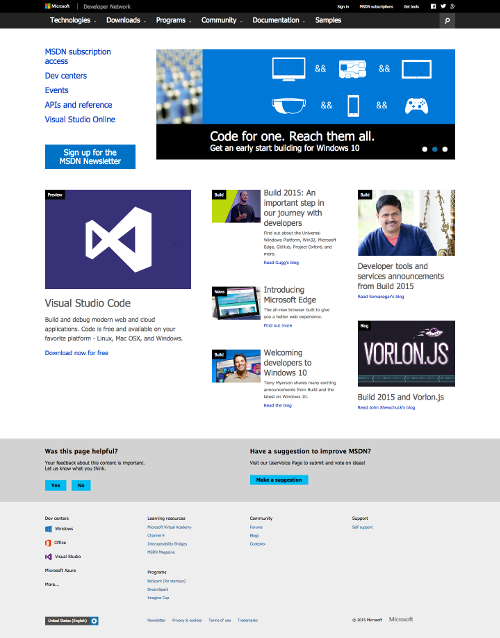 Microsoft Developer Network
Sign in MSDN subscriptions Get tools
Technologies Downloads Programs Community Documentation Samples
MSDN subscription
access
Dev centers
Events
APIs and reference
Visual Studio Online
Sign up for the
MSDN Newsletter
&& &&
&& &&
Code for one. Reach them all.
Get an early start building for Windows 10
Preview
Visual Studio Code
Build and debug modern web and cloud
applications. Code is free and available on your
favorite platform - Linux, Mac OSX, and Windows.
Download now for free
Build
Build 2015: An
important step in
our journey with
developers
Find out about the Universal
Windows Platform, Win32, Microsoft
Edge, GitHub, Project Oxford, and
more.
Read Gugg's blog
News
Introducing
Microsoft Edge
The all-new browser built to give
you a better web experience.
Find out more
Build
Welcoming
developers to
Windows 10
Terry Myerson shares many exciting
announcements from Build and the
latest on Windows 10.
Read the blog
Build
Developer tools and
services announcements
from Build 2015
Read Somasegar's blog
Blog
VORLON.JS
Build 2015 and Vorlon.js
Read John Shewchuk's blog
Was this page helpful?
Your feedback about this content is important.
Let us know what you think.
Yes No
Have a suggestion to improve MSDN?
Visit our UserVoice Page to submit and vote on ideas!
Make a suggestion
Dev centers
Windows
Office
Visual Studio
Microsoft Azure
More...
Learning resources
Microsoft Virtual Academy
Channel 9
Interoperability Bridges
MSDN Magazine
Programs
BizSpark (for startups)
DreamSpark
Imagine Cup
Community
Forums
Blogs
Codeplex
Support
Self support
United States (English)
Newsletter Privacy & cookies Terms of use Trademarks
© 2015 Microsoft Microsoft